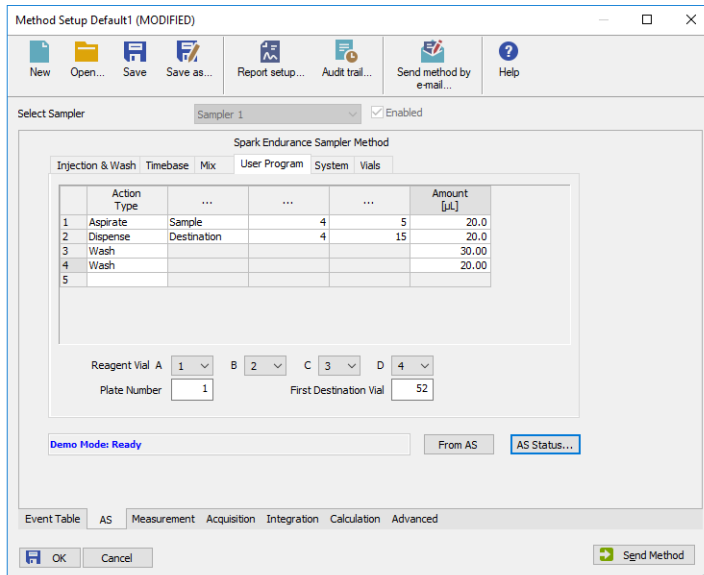 Method Setup Default1 (MODIFIED)
New Open... Save Save as... Report setup... Audit trail... Send method by e-mail... Help
Select Sampler Sampler 1 Enabled
Spark Endurance Sampler Method
Injection & Wash Timebase Mix User Program System Vials
Action Type ... ... ... Amount [µL]
1 Aspirate Sample 4 5 20.0
2 Dispense Destination 4 15 20.0
3 Wash 30.00
4 Wash 20.00
5
Reagent Vial A 1 B 2 C 3 D 4
Plate Number 1 First Destination Vial 52
Demo Mode: Ready From AS AS Status...
Event Table AS Measurement Acquisition Integration Calculation Advanced
OK Cancel Send Method